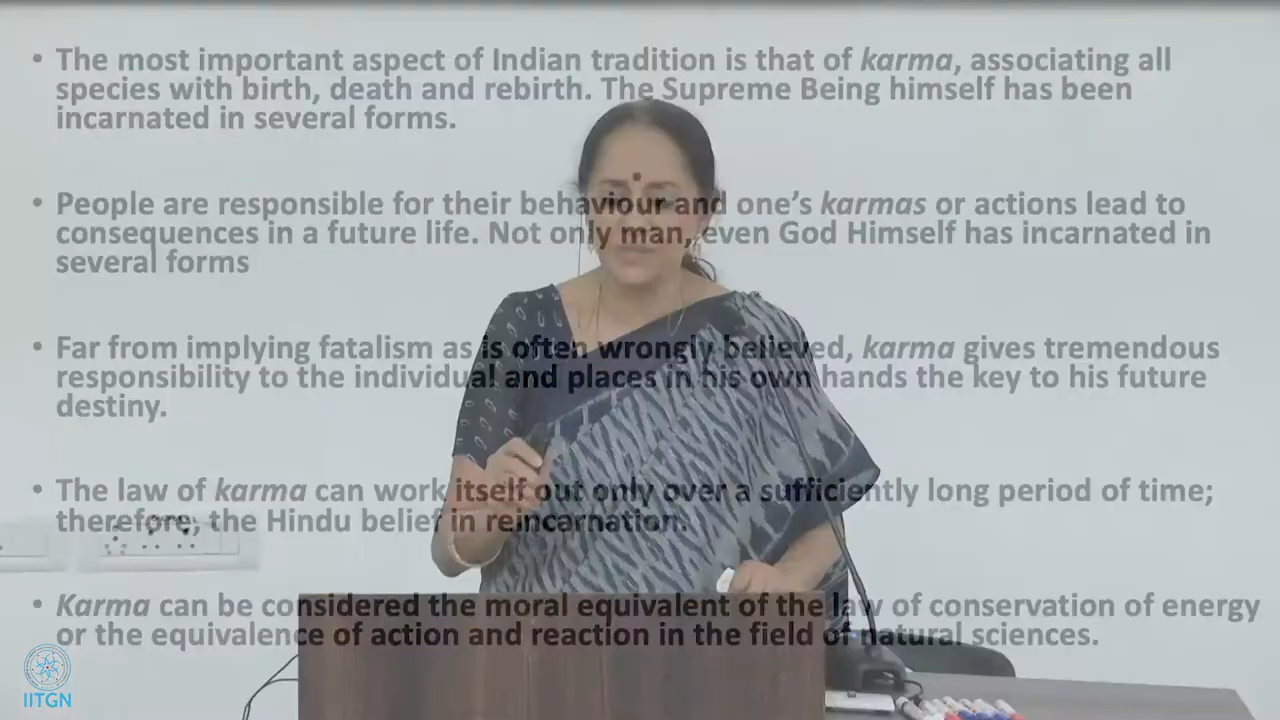 • The most important aspect of Indian tradition is that of karma, associating all
species with birth, death and rebirth. The Supreme Being himself has been
incarnated in several forms.
• People are responsible for their behaviour and one’s karmas or actions lead to
consequences in a future life. Not only man, even God Himself has incarnated in
several forms
• Far from implying fatalism as is often wrongly believed, karma gives tremendous
responsibility to the individual and places in his own hands the key to his future
destiny.
• The law of karma can work itself out only over a sufficiently long period of time;
therefore, the Hindu belief in reincarnation.
• Karma can be considered the moral equivalent of the law of conservation of energy
or the equivalence of action and reaction in the field of natural sciences.
IITGN